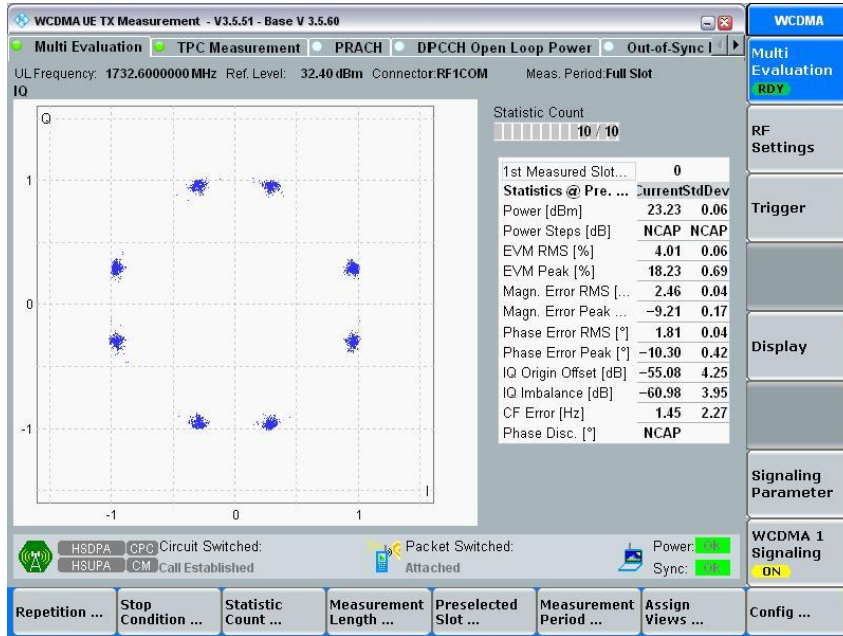 WCDMA UE TX Measurement - V3.5.51 - Base V 3.5.60
WCDMA
Multi Evaluation
TPC Measurement
PRACH
DPCCH Open Loop Power
Out-of-Sync
Multi
Evaluation
RDY
UL Frequency: 1732.6000000 MHz Ref. Level: 32.40 dBm Connector:RF1COM Meas. Period:Full Slot
IQ
Q
1
0
-1
-1
0
1
I
Statistic Count
10 / 10
1st Measured Slot... 0
Statistics @ Pre. ... Current StdDev
Power [dBm] 23.23 0.06
Power Steps [dB] NCAP NCAP
EVM RMS [%] 4.01 0.06
EVM Peak [%] 18.23 0.69
Magn. Error RMS [... 2.46 0.04
Magn. Error Peak ... −9.21 0.17
Phase Error RMS [°] 1.81 0.04
Phase Error Peak [°] −10.30 0.42
IQ Origin Offset [dB] −55.08 4.25
IQ Imbalance [dB] −60.98 3.95
CF Error [Hz] 1.45 2.27
Phase Disc. [°] NCAP
RF
Settings
Trigger
Display
Signaling
Parameter
WCDMA 1
Signaling
ON
HSDPA CPC Circuit Switched:
HSUPA CM Call Established
Packet Switched:
Attached
Power: OK
Sync: OK
Repetition ...
Stop
Condition ...
Statistic
Count ...
Measurement
Length ...
Preselected
Slot ...
Measurement
Period ...
Assign
Views ...
Config ...